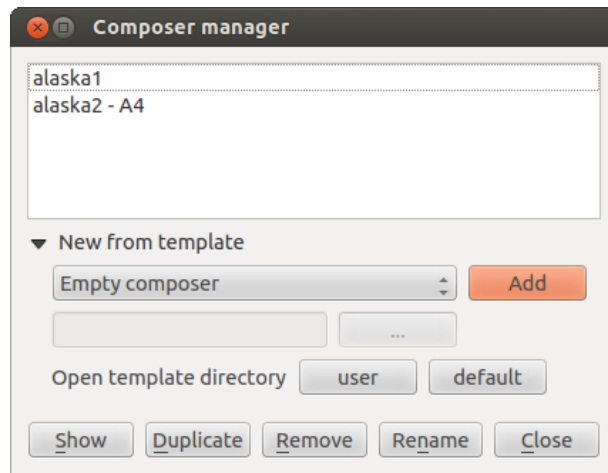 Composer manager
alaska1
alaska2 - A4
New from template
Empty composer Add
...
Open template directory user default
Show Duplicate Remove Rename Close